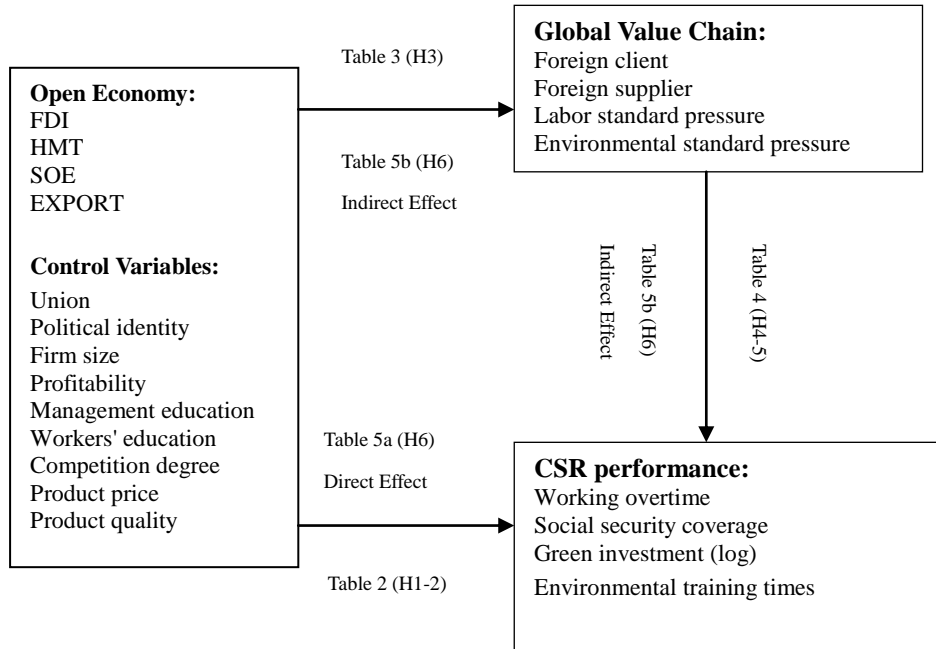 Open Economy:
FDI
HMT
SOE
EXPORT
Control Variables:
Union
Political identity
Firm size
Profitability
Management education
Workers' education
Competition degree
Product price
Product quality
Table 3 (H3)
Table 5b (H6)
Indirect Effect
Global Value Chain:
Foreign client
Foreign supplier
Labor standard pressure
Environmental standard pressure
Table 4 (H4-5)
Table 5b (H6)
Indirect Effect
Table 5a (H6)
Direct Effect
Table 2 (H1-2)
CSR performance:
Working overtime
Social security coverage
Green investment (log)
Environmental training times